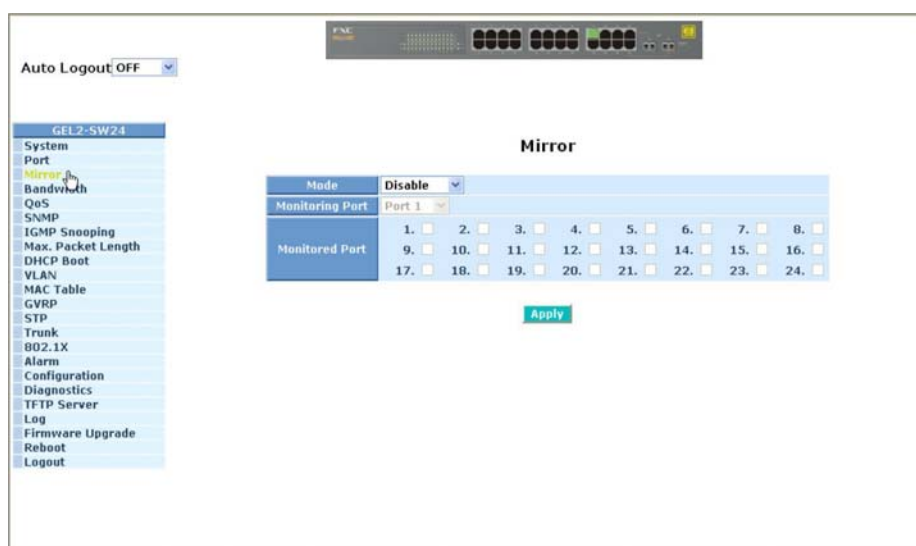 Auto Logout OFF
GEL2-SW24
System
Port
Mirror
Bandwidth
QoS
SNMP
IGMP Snooping
Max. Packet Length
DHCP Boot
VLAN
MAC Table
GVRP
STP
Trunk
802.1X
Alarm
Configuration
Diagnostics
TFTP Server
Log
Firmware Upgrade
Reboot
Logout
Mirror
Mode Disable
Monitoring Port Port 1
Monitored Port
1. 2. 3. 4. 5. 6. 7. 8.
9. 10. 11. 12. 13. 14. 15. 16.
17. 18. 19. 20. 21. 22. 23. 24.
Apply